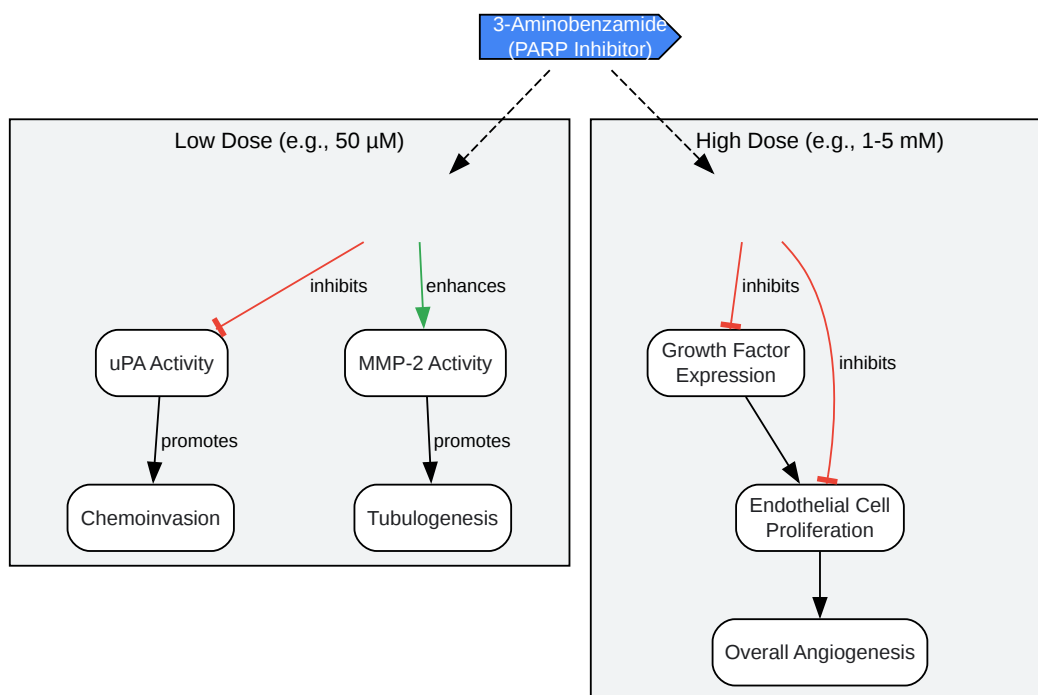 3-Aminobenzamide
(PARP Inhibitor)
Low Dose (e.g., 50 µM)
High Dose (e.g., 1-5 mM)
inhibits
enhances
inhibits
uPA Activity
MMP-2 Activity
Growth Factor
Expression
inhibits
promotes
promotes
Chemoinvasion
Tubulogenesis
Endothelial Cell
Proliferation
Overall Angiogenesis